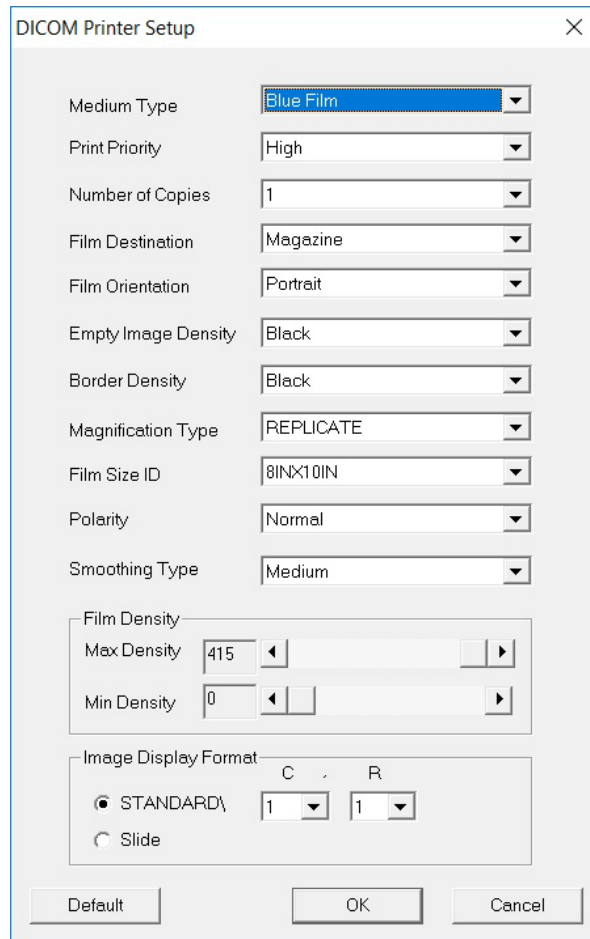 DICOM Printer Setup
Medium Type Blue Film
Print Priority High
Number of Copies 1
Film Destination Magazine
Film Orientation Portrait
Empty Image Density Black
Border Density Black
Magnification Type REPLICATE
Film Size ID 8INX10IN
Polarity Normal
Smoothing Type Medium
Film Density
Max Density 415
Min Density 0
Image Display Format
C , R
STANDARD\ 1 1
Slide
Default OK Cancel